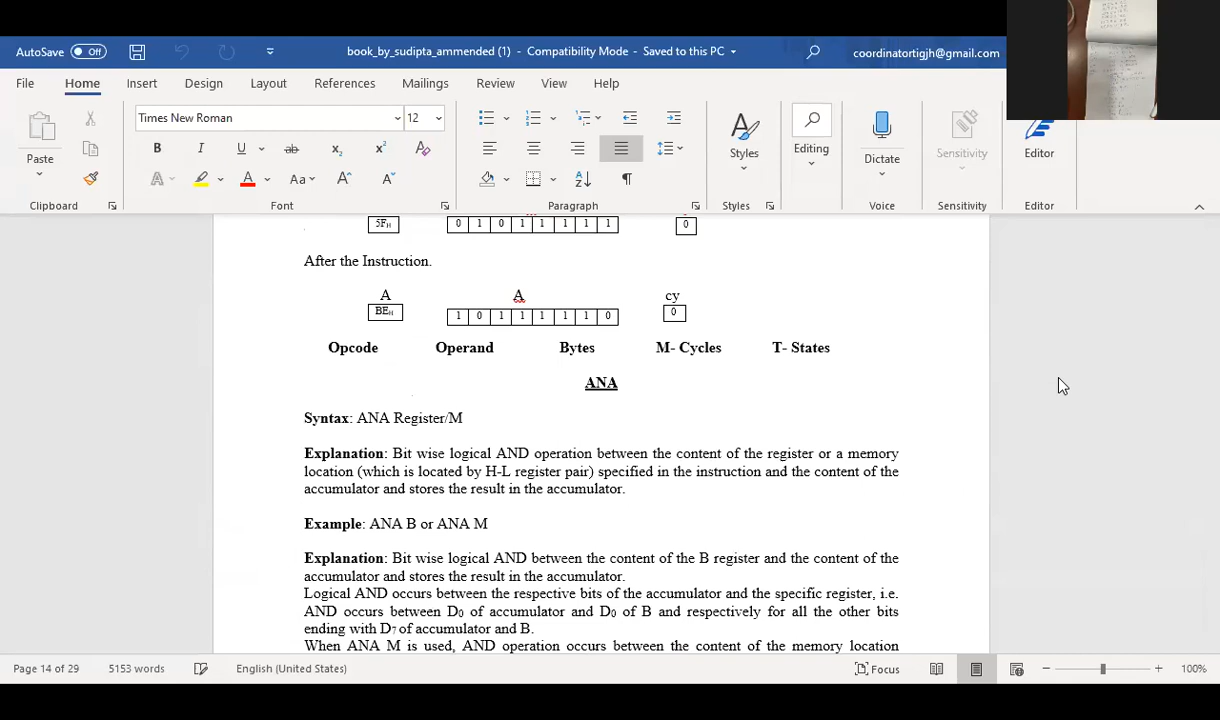 AutoSave Off book_by_sudipta_ammended (1) - Compatibility Mode - Saved to this PC coordinatortigjh@gmail.com
File Home Insert Design Layout References Mailings Review View Help
Times New Roman 12
Paste B I U ab x₂ x² Styles Editing Dictate Sensitivity Editor
A A Aa A A
Clipboard Font Paragraph Styles Voice Sensitivity Editor
5FH 0 1 0 1 1 1 1 1 0
After the Instruction.
A A cy
BEH 1 0 1 1 1 1 1 0 0
Opcode Operand Bytes M- Cycles T- States
ANA
Syntax: ANA Register/M
Explanation: Bit wise logical AND operation between the content of the register or a memory
location (which is located by H-L register pair) specified in the instruction and the content of the
accumulator and stores the result in the accumulator.
Example: ANA B or ANA M
Explanation: Bit wise logical AND between the content of the B register and the content of the
accumulator and stores the result in the accumulator.
Logical AND occurs between the respective bits of the accumulator and the specific register, i.e.
AND occurs between D0 of accumulator and D0 of B and respectively for all the other bits
ending with D7 of accumulator and B.
When ANA M is used, AND operation occurs between the content of the memory location
Page 14 of 29 5153 words English (United States) Focus 100%